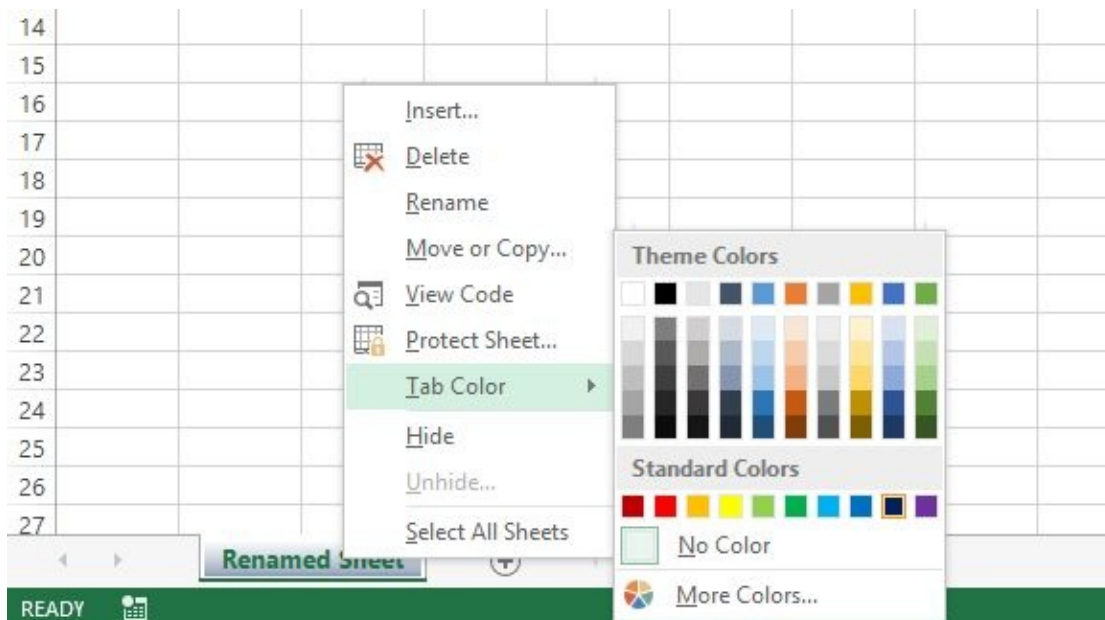 14
15
16
17
18
19
20
21
22
23
24
25
26
27
Insert...
Delete
Rename
Move or Copy...
View Code
Protect Sheet...
Tab Color
Hide
Unhide...
Select All Sheets
Theme Colors
Standard Colors
No Color
More Colors...
Renamed Sheet
READY